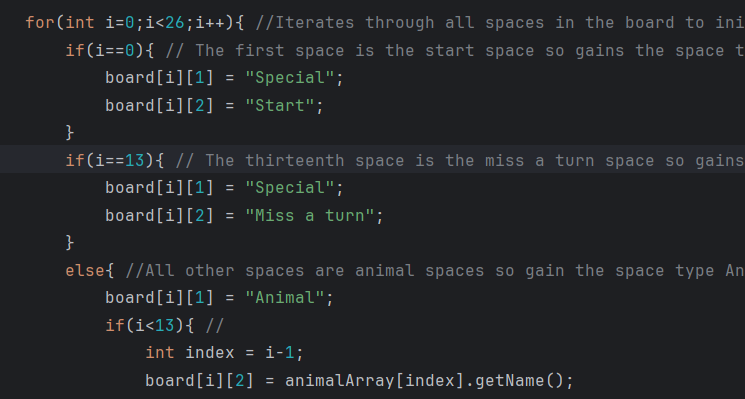 for(int i=0;i<26;i++){ //Iterates through all spaces in the board to ini
if(i==0){ // The first space is the start space so gains the space t
board[i][1] = "Special";
board[i][2] = "Start";
}
if(i==13){ // The thirteenth space is the miss a turn space so gains
board[i][1] = "Special";
board[i][2] = "Miss a turn";
}
else{ //All other spaces are animal spaces so gain the space type An
board[i][1] = "Animal";
if(i<13){ //
int index = i-1;
board[i][2] = animalArray[index].getName();